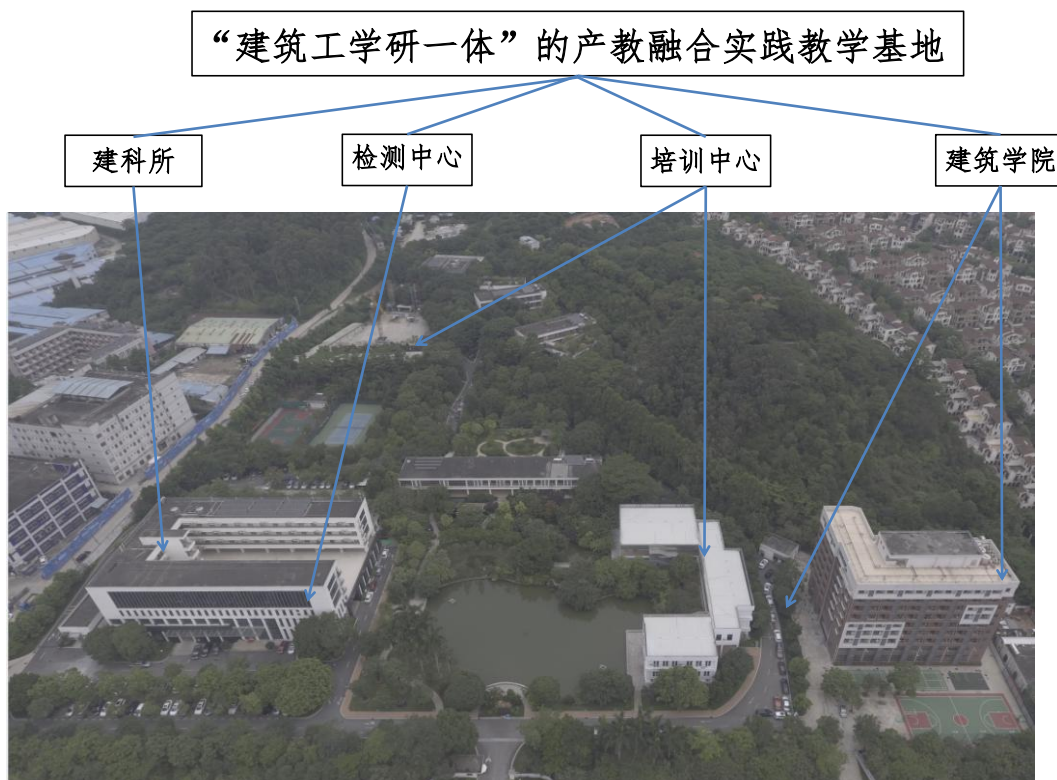 “建筑工学研一体”的产教融合实践教学基地
建科所
检测中心
培训中心
建筑学院